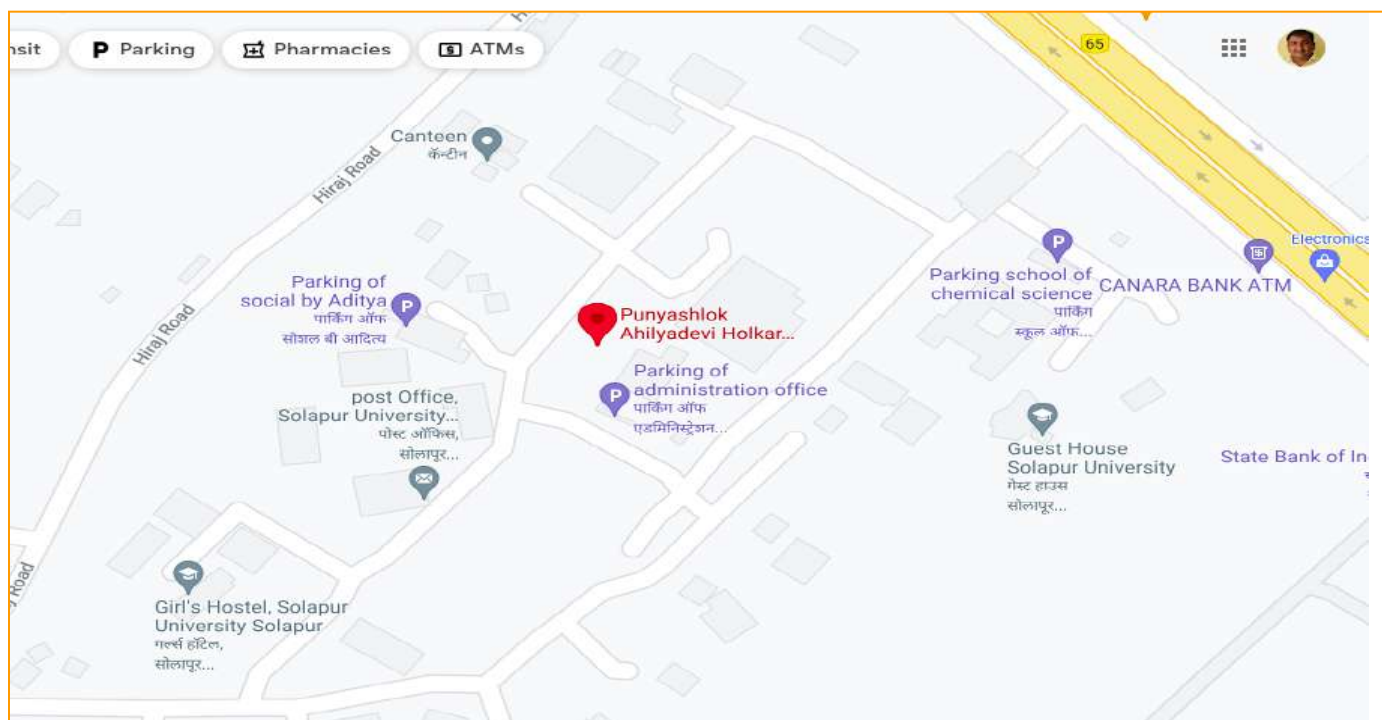 nsit
Parking
Pharmacies
ATMs
65
Canteen
कॅन्टीन
Hiraj Road
Hiraj Road
Road
Parking of
social by Aditya
पार्किंग ऑफ
सोशल बी आदित्य
Punyashlok
Ahilyadevi Holkar...
Parking of
administration office
पार्किंग ऑफ
एडमिनिस्ट्रेशन...
post Office,
Solapur University...
पोस्ट ऑफिस,
सोलापूर...
Parking school of
chemical science
पार्किंग
स्कूल ऑफ...
CANARA BANK ATM
Electronics
Guest House
Solapur University
गेस्ट हाउस
सोलापूर...
State Bank of In
Girl's Hostel, Solapur
University Solapur
गर्ल्स हॉटेल,
सोलापूर...